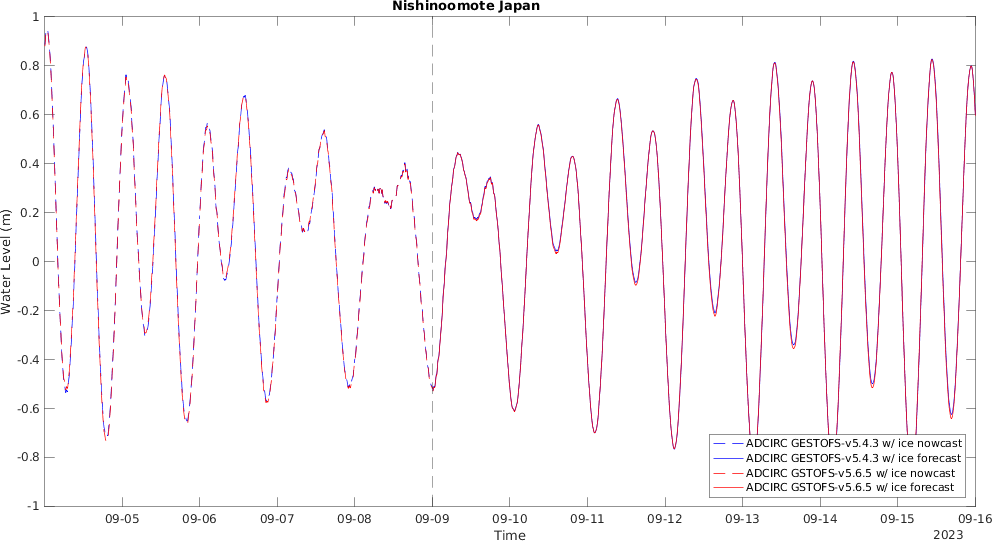 Nishinoomote Japan
1
0.8
0.6
0.4
0.2
0
-0.2
-0.4
-0.6
-0.8
-1
Water Level (m)
ADCIRC GESTOFS-v5.4.3 w/ ice nowcast
ADCIRC GESTOFS-v5.4.3 w/ ice forecast
ADCIRC GSTOFS-v5.6.5 w/ ice nowcast
ADCIRC GSTOFS-v5.6.5 w/ ice forecast
09-05 09-06 09-07 09-08 09-09 09-10 09-11 09-12 09-13 09-14 09-15 09-16
Time
2023